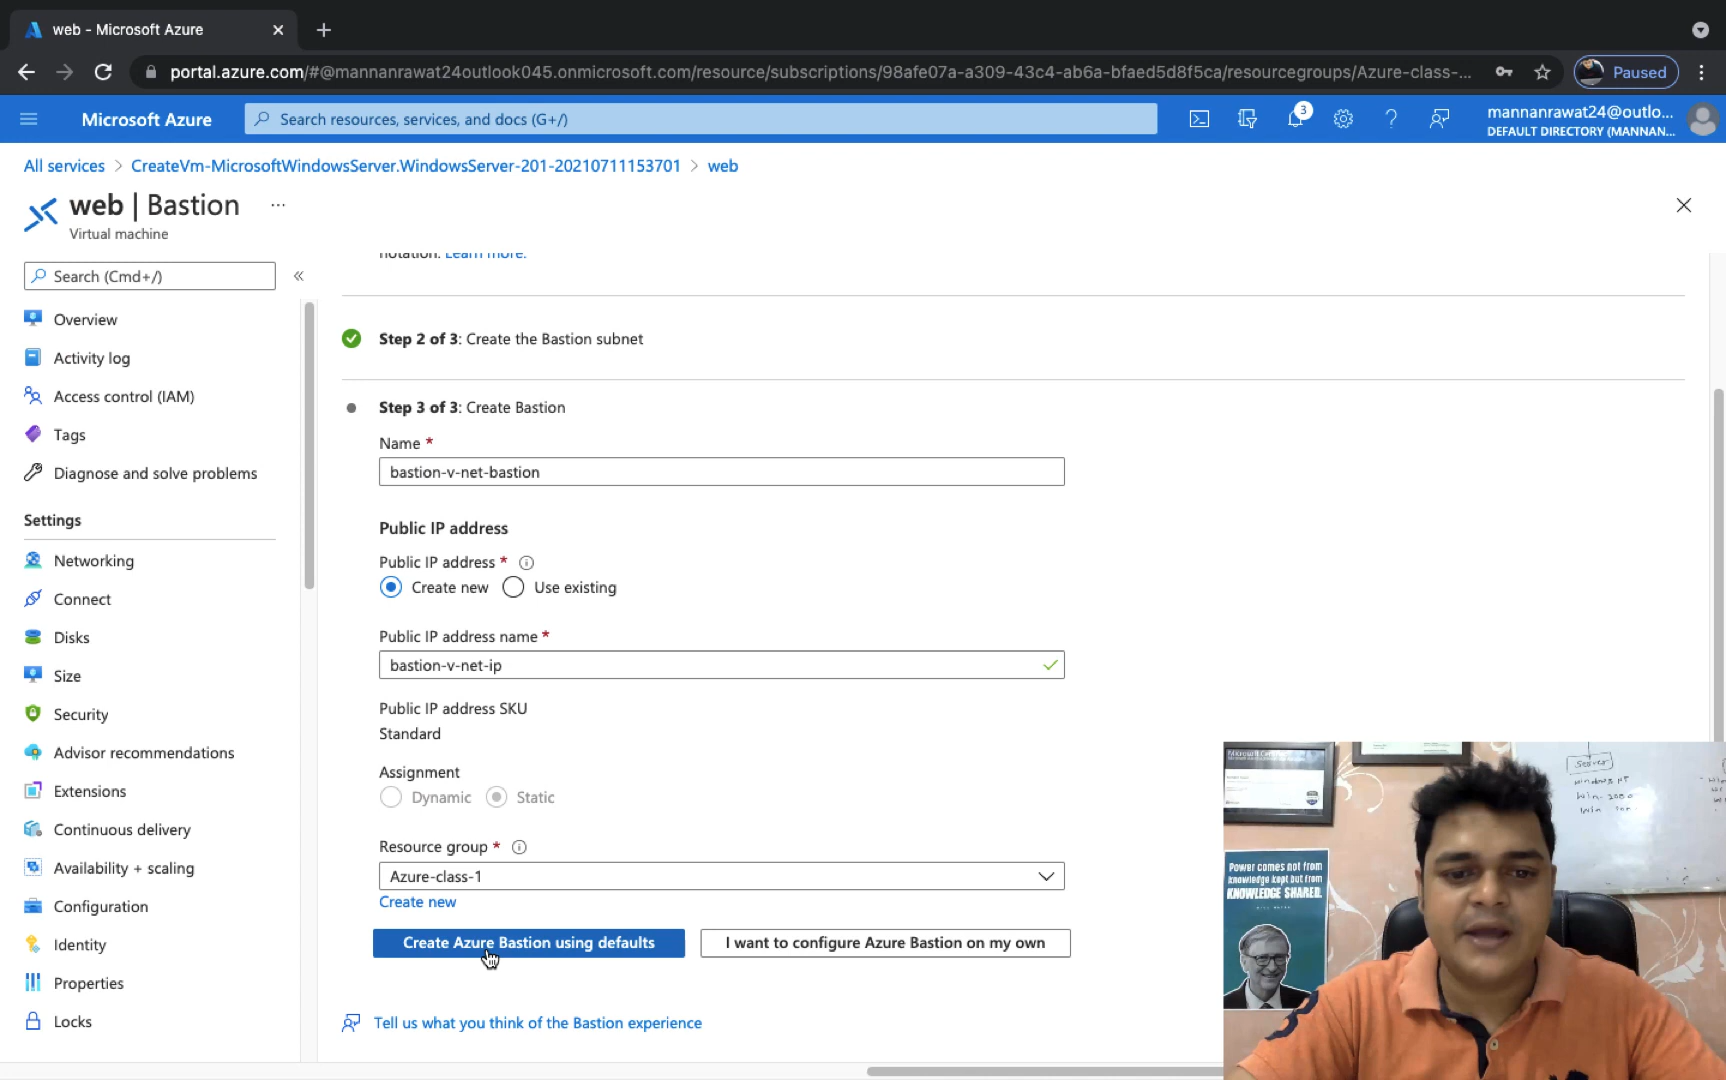 web - Microsoft Azure
portal.azure.com/#@mannanrawat24outlook045.onmicrosoft.com/resource/subscriptions/98afe07a-a309-43c4-ab6a-bfaed5d8f5ca/resourcegroups/Azure-class-...
Paused
Microsoft Azure
Search resources, services, and docs (G+/)
3
mannanrawat24@outlo...
DEFAULT DIRECTORY (MANNAN...
All services > CreateVm-MicrosoftWindowsServer.WindowsServer-201-20210711153701 > web
web | Bastion ...
Virtual machine
Search (Cmd+/)
Overview
Activity log
Access control (IAM)
Tags
Diagnose and solve problems
Settings
Networking
Connect
Disks
Size
Security
Advisor recommendations
Extensions
Continuous delivery
Availability + scaling
Configuration
Identity
Properties
Locks
notation. Learn more.
Step 2 of 3: Create the Bastion subnet
Step 3 of 3: Create Bastion
Name *
bastion-v-net-bastion
Public IP address
Public IP address *
Create new Use existing
Public IP address name *
bastion-v-net-ip
Public IP address SKU
Standard
Assignment
Dynamic Static
Resource group *
Azure-class-1
Create new
Create Azure Bastion using defaults I want to configure Azure Bastion on my own
Tell us what you think of the Bastion experience
Server
Power comes not from
knowledge kept but from
KNOWLEDGE SHARED.